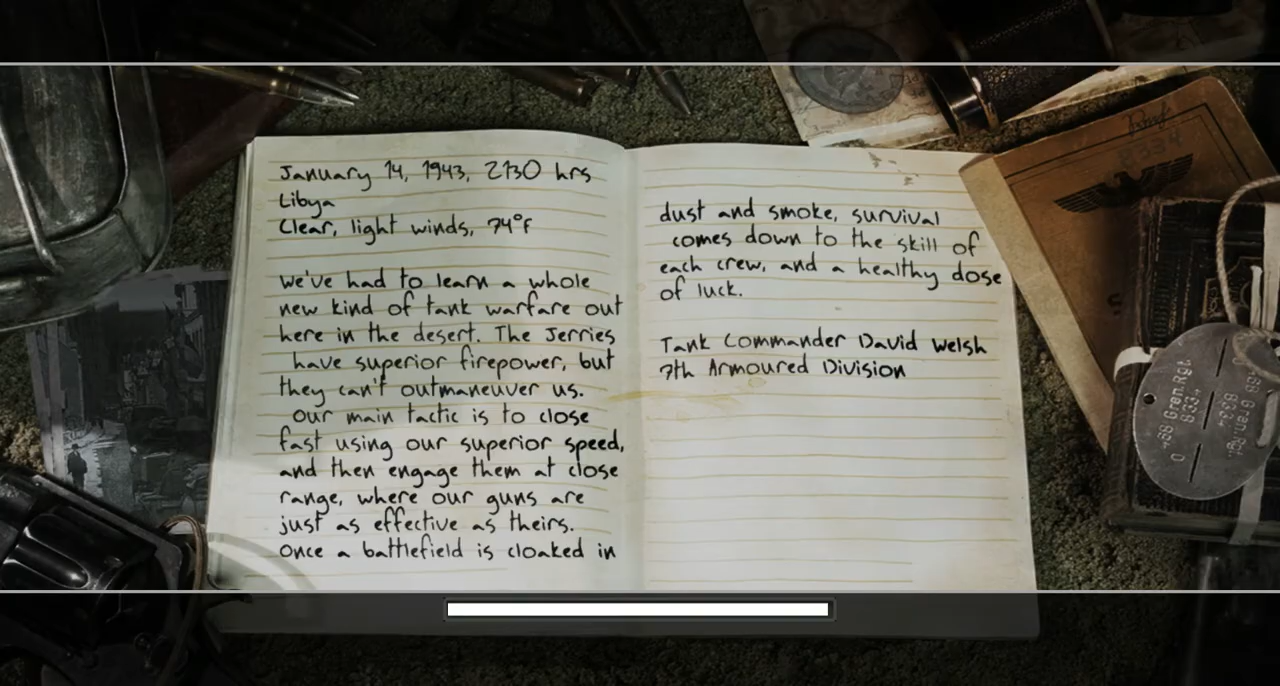 January 14, 1943, 2130 hrs
Libya
Clear, light winds, 74°F
We've had to learn a whole
new kind of tank warfare out
here in the desert. The Jerries
have superior firepower, but
they can't outmaneuver us.
Our main tactic is to close
fast using our superior speed,
and then engage them at close
range, where our guns are
just as effective as theirs.
Once a battlefield is cloaked in
dust and smoke, survival
comes down to the skill of
each crew, and a healthy dose
of luck.
Tank Commander David Welsh
7th Armoured Division